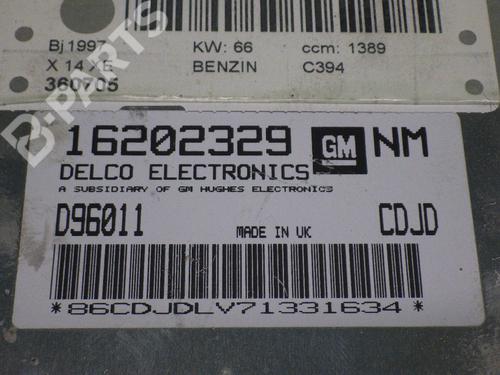 Bj 1997 KW: 66 ccm: 1389
X 14 XE BENZIN C394
360705
B-PARTS
16202329 GM NM
DELCO ELECTRONICS
A SUBSIDIARY OF GM HUGHES ELECTRONICS
D96011 MADE IN UK CDJD
*86CDJDLV71331634*